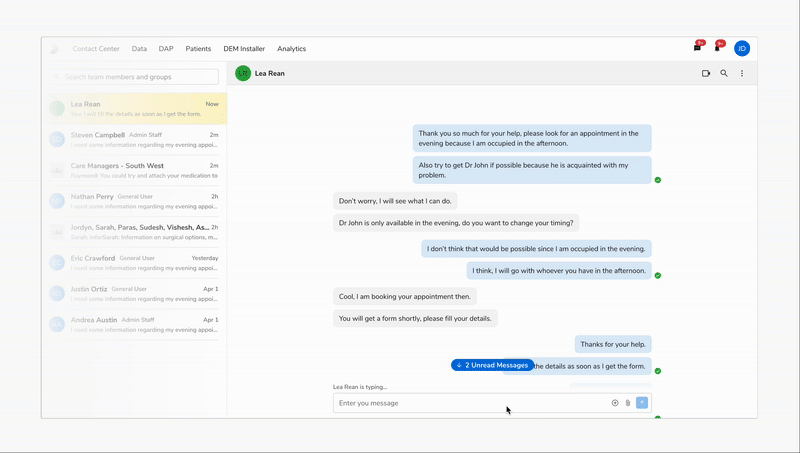 Contact Center Data DAP Patients DEM Installer Analytics
9+ 9+ JD
Search team members and groups
LR Lea Rean
Lea Rean Now
I will fill the details as soon as I get the form.
Steven Campbell Admin Staff 2m
I need some information regarding my evening appoi...
Care Managers - South West 2m
You could try and attach your medication to
Nathan Perry General User 2h
I need some information regarding my evening appoi...
Jordyn, Sarah, Paras, Sudesh, Vishesh, As... 2h
Information on surgical options, m...
Eric Crawford General User Yesterday
I need some information regarding my evening appoi...
Justin Ortiz General User Apr 1
I need some information regarding my evening appoi...
Andrea Austin Admin Staff Apr 1
I need some information regarding my evening appoi...
Thank you so much for your help, please look for an appointment in the
evening because I am occupied in the afternoon.
Also try to get Dr John if possible because he is acquainted with my
problem.
Don't worry, I will see what I can do.
Dr John is only available in the evening, do you want to change your timing?
I don't think that would be possible since I am occupied in the evening.
I think, I will go with whoever you have in the afternoon.
Cool, I am booking your appointment then.
You will get a form shortly, please fill your details.
Thanks for your help.
2 Unread Messages
the details as soon as I get the form.
Lea Rean is typing...
Enter you message